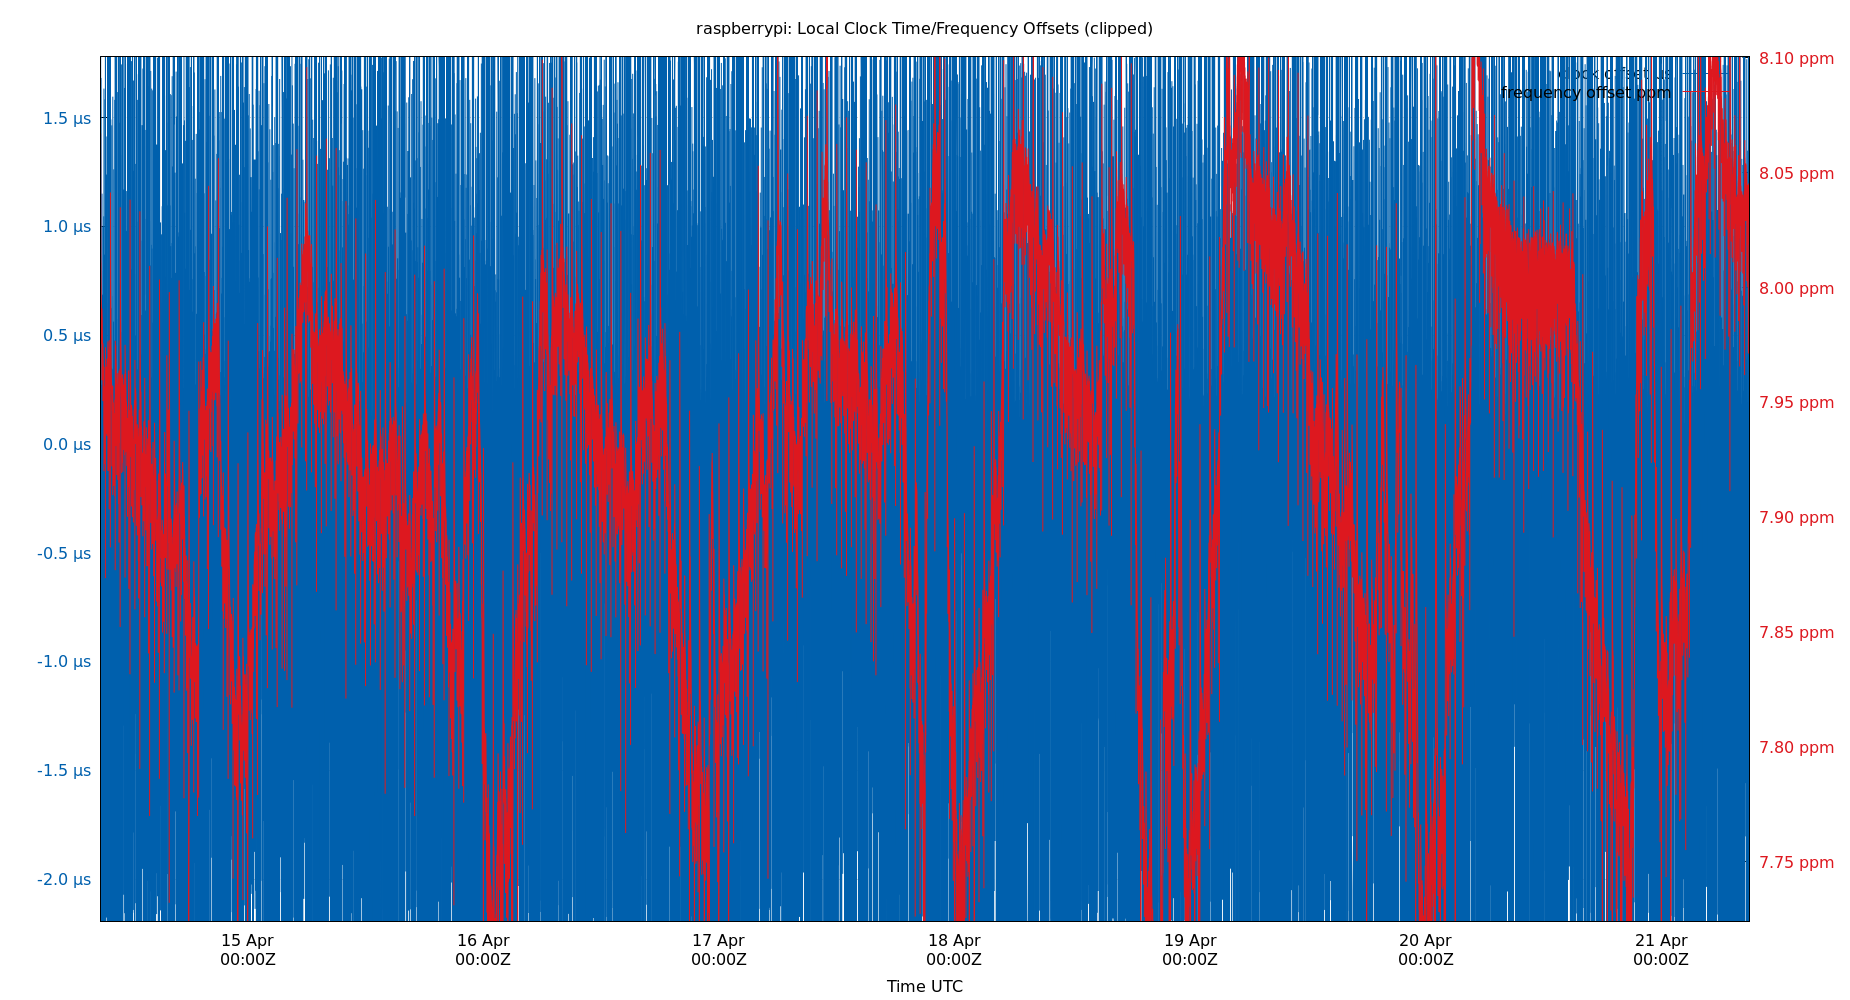 raspberrypi: Local Clock Time/Frequency Offsets (clipped)
8.10 ppm
clock offset µs
frequency offset ppm
1.5 µs
8.05 ppm
1.0 µs
8.00 ppm
0.5 µs
7.95 ppm
0.0 µs
7.90 ppm
-0.5 µs
7.85 ppm
-1.0 µs
7.80 ppm
-1.5 µs
7.75 ppm
-2.0 µs
15 Apr 16 Apr 17 Apr 18 Apr 19 Apr 20 Apr 21 Apr
00:00Z 00:00Z 00:00Z 00:00Z 00:00Z 00:00Z 00:00Z
Time UTC